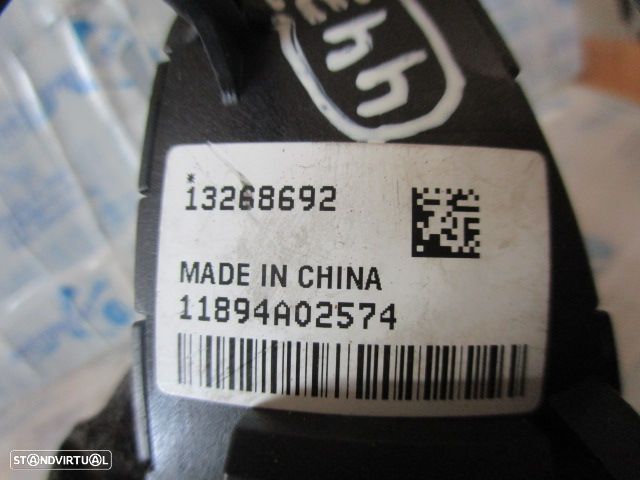 *
13268692
MADE IN CHINA
11894A02574
STANDVIRTUAL